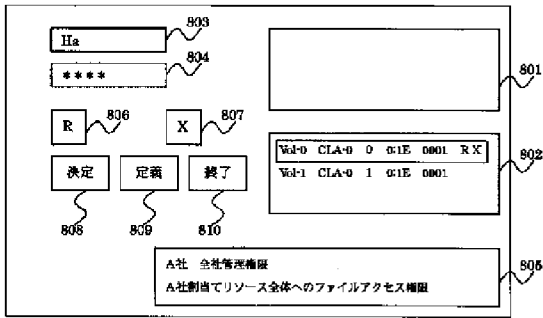 803
Ha
804
****
801
R
806
X
807
決定
定義
終了
808
809
810
Vol-0 CLA-0 0 0:1E 0001 RX
Vol-1 CLA-0 1 0:1E 0001
802
A社 全社管理権限
A社割当てリソース全体へのファイルアクセス権限
805